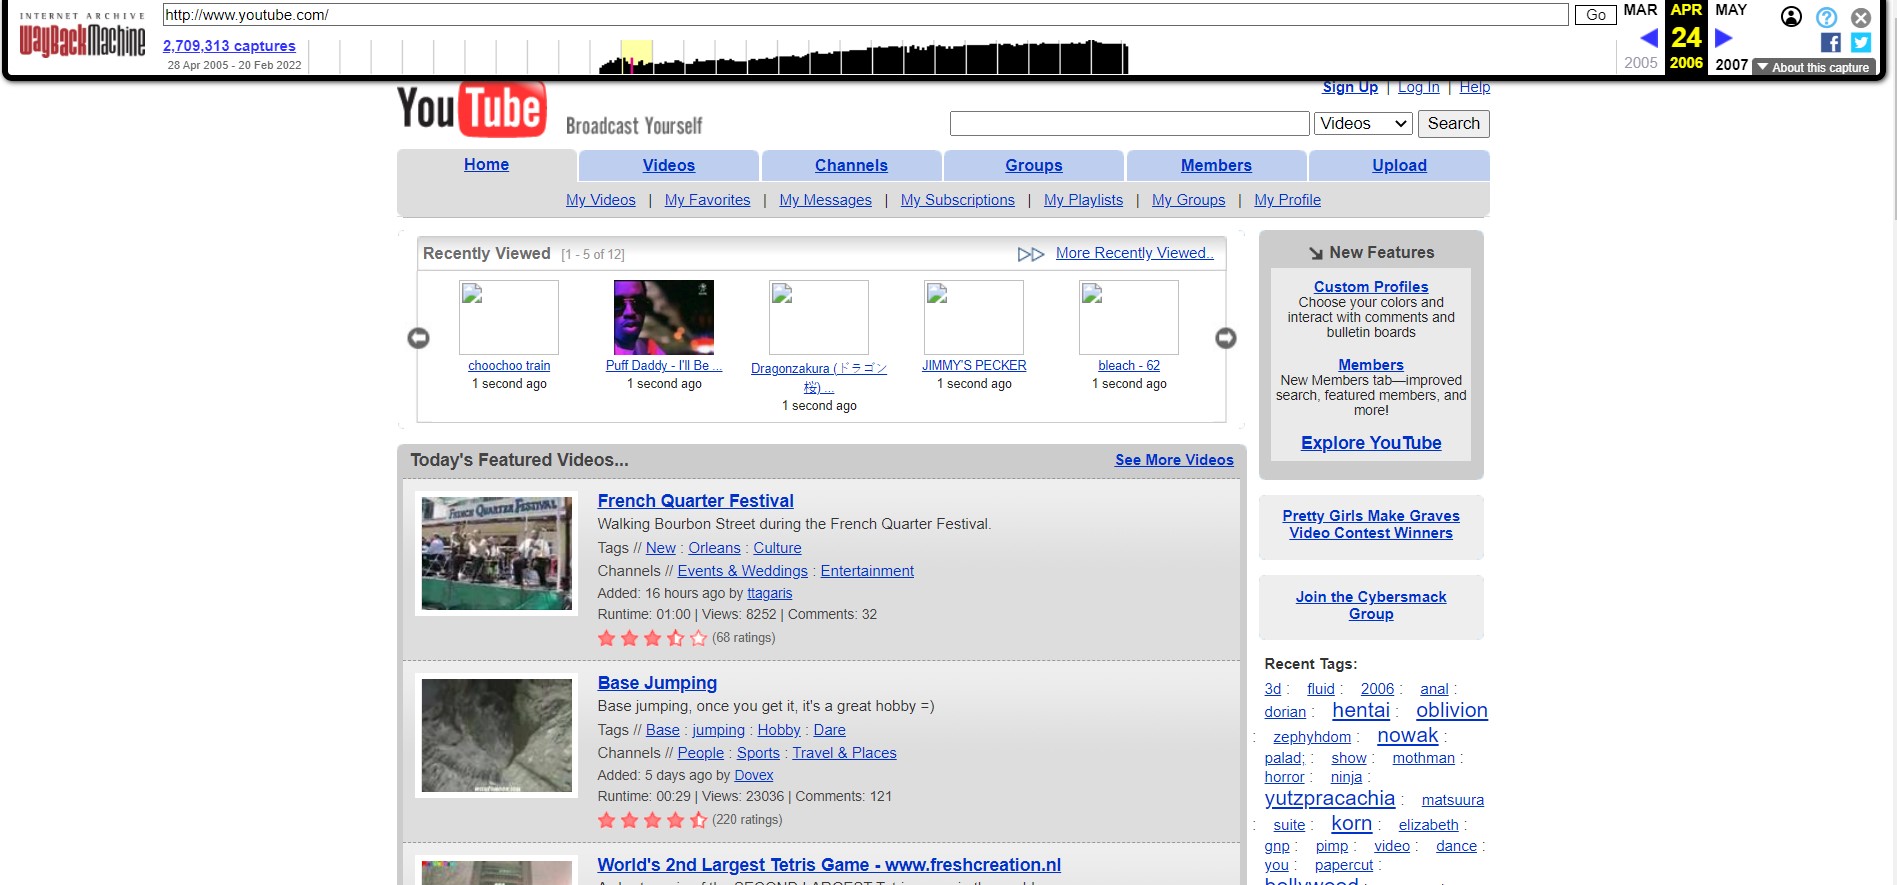 INTERNET ARCHIVE
WayBackMachine
http://www.youtube.com/
Go
MAR
APR
MAY
2,709,313 captures
24
28 Apr 2005 - 20 Feb 2022
2005
2006
2007
About this capture
Sign Up | Log In | Help
YouTube
Broadcast Yourself
Videos
Search
Home
Videos
Channels
Groups
Members
Upload
My Videos | My Favorites | My Messages | My Subscriptions | My Playlists | My Groups | My Profile
Recently Viewed [1 - 5 of 12]
More Recently Viewed..
choochoo train
1 second ago
Puff Daddy - I'll Be ...
1 second ago
Dragonzakura (ドラゴン
桜) ...
1 second ago
JIMMY'S PECKER
1 second ago
bleach - 62
1 second ago
Today's Featured Videos...
See More Videos
FRENCH QUARTER FESTIVAL
French Quarter Festival
Walking Bourbon Street during the French Quarter Festival.
Tags // New : Orleans : Culture
Channels // Events & Weddings : Entertainment
Added: 16 hours ago by ttagaris
Runtime: 01:00 | Views: 8252 | Comments: 32
(68 ratings)
Base Jumping
Base jumping, once you get it, it's a great hobby =)
Tags // Base : jumping : Hobby : Dare
Channels // People : Sports : Travel & Places
Added: 5 days ago by Dovex
Runtime: 00:29 | Views: 23036 | Comments: 121
(220 ratings)
World's 2nd Largest Tetris Game - www.freshcreation.nl
New Features
Custom Profiles
Choose your colors and
interact with comments and
bulletin boards
Members
New Members tab—improved
search, featured members, and
more!
Explore YouTube
Pretty Girls Make Graves
Video Contest Winners
Join the Cybersmack
Group
Recent Tags:
3d : fluid : 2006 : anal :
dorian : hentai : oblivion
: zephyhdom : nowak :
palad; : show : mothman :
horror : ninja :
yutzpracachia : matsuura
: suite : korn : elizabeth :
gnp : pimp : video : dance :
you : papercut :
bollywood